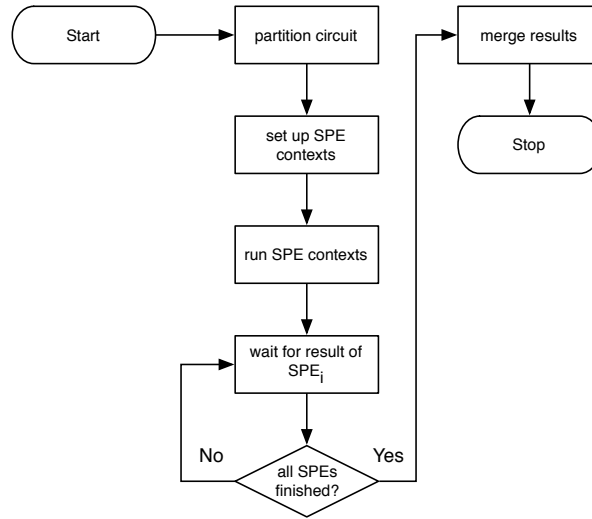 Start
partition circuit
set up SPE
contexts
run SPE contexts
wait for result of
SPEi
all SPEs
finished?
No
Yes
merge results
Stop